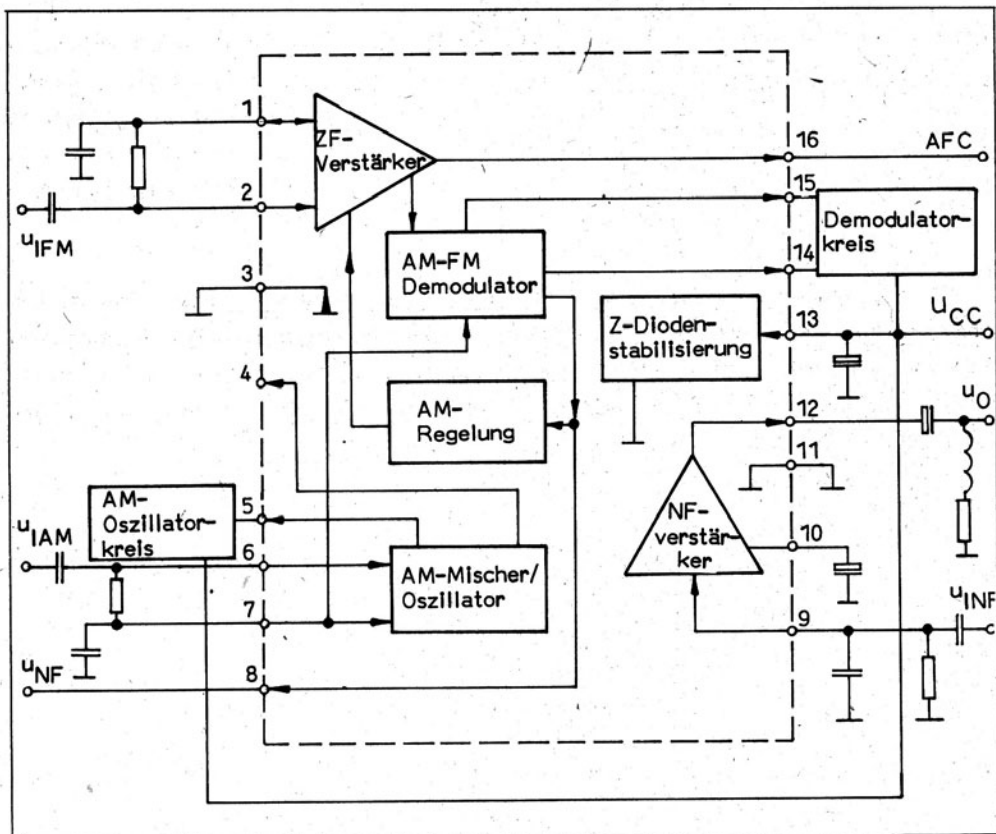 1
ZF-
Verstärker
16
AFC
15
2
Demodulator-
kreis
u_IFM
AM-FM
Demodulator
14
3
13
U_CC
Z-Dioden-
stabilisierung
4
12
u_O
AM-
Regelung
11
AM-
Oszillator-
kreis
5
NF-
verstär-
ker
u_IAM
6
10
AM-Mischer/
Oszillator
7
9
u_INF
u_NF
8